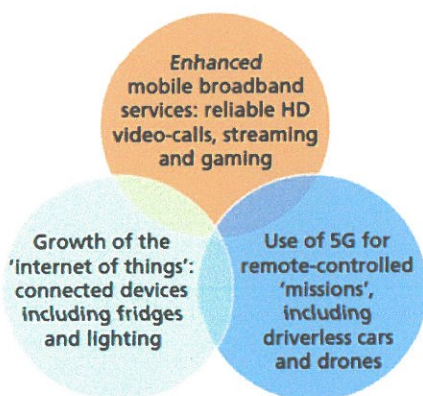 Enhanced
mobile broadband
services: reliable HD
video-calls, streaming
and gaming
Growth of the
'internet of things':
connected devices
including fridges
and lighting
Use of 5G for
remote-controlled
'missions',
including
driverless cars
and drones